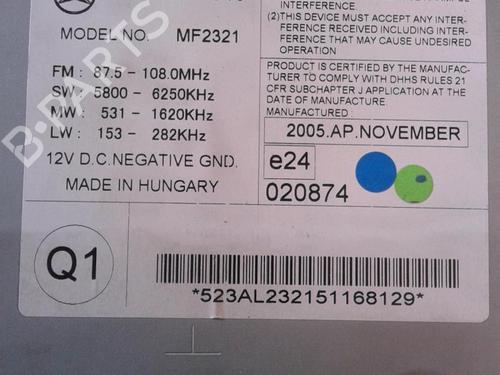 MODEL NO. MF2321
FM : 87.5 - 108.0MHz
SW : 5800 - 6250KHz
MW : 531 - 1620KHz
LW : 153 - 282KHz
12V D.C.NEGATIVE GND.
MADE IN HUNGARY
INTERFERENCE.
(2)THIS DEVICE MUST ACCEPT ANY INTER-
FERENCE RECEIVED INCLUDING INTER-
FERENCE THAT MAY CAUSE UNDESIRED
OPERATION
PRODUCT IS CERTIFIED BY THE MANUFAC-
TURER TO COMPLY WITH DHHS RULES 21
CFR SUBCHAPTER J APPLICATION AT THE
DATE OF MANUFACTURE.
MANUFACTURED :
2005.AP.NOVEMBER
e24
020874
Q1
*523AL232151168129*
B-PARTS